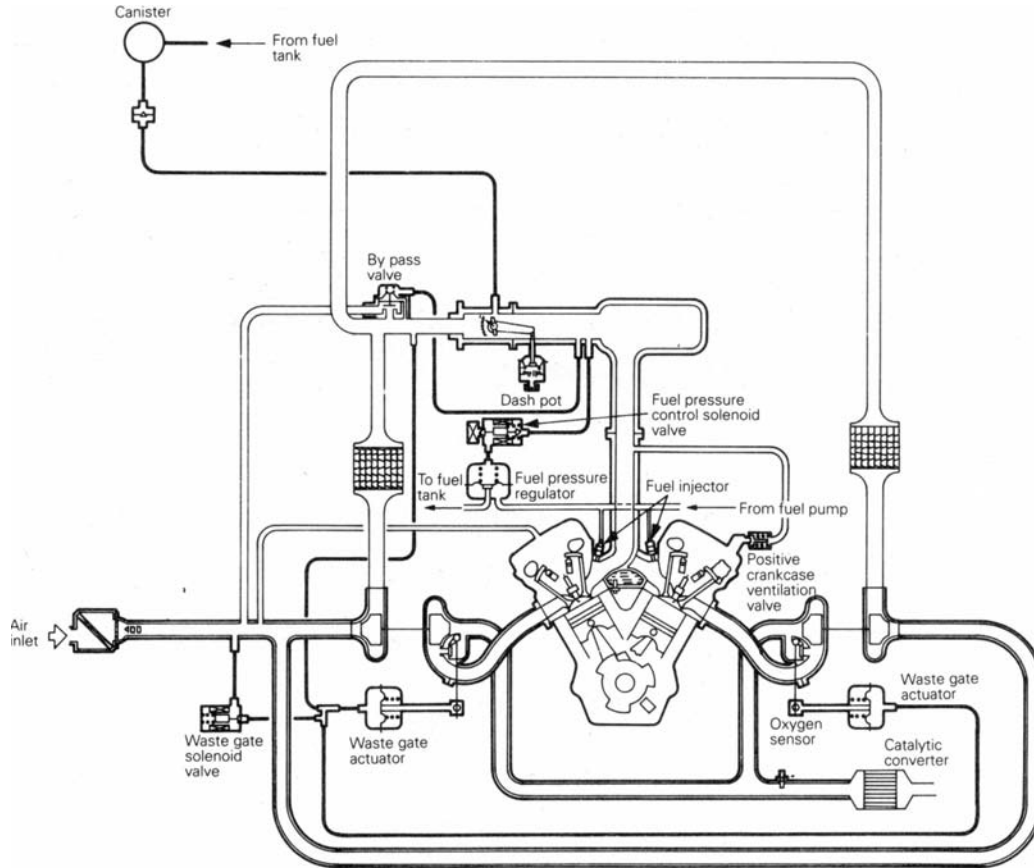 Canister
From fuel
tank
By pass
valve
Dash pot
Fuel pressure
control solenoid
valve
To fuel
tank
Fuel pressure
regulator
Fuel injector
From fuel pump
Positive
crankcase
ventilation
valve
Air
inlet
Waste gate
solenoid
valve
Waste gate
actuator
Oxygen
sensor
Waste gate
actuator
Catalytic
converter